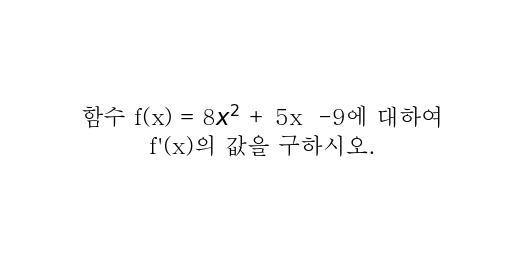 함수 f(x) = 8x² + 5x -9에 대하여
f'(x)의 값을 구하시오.